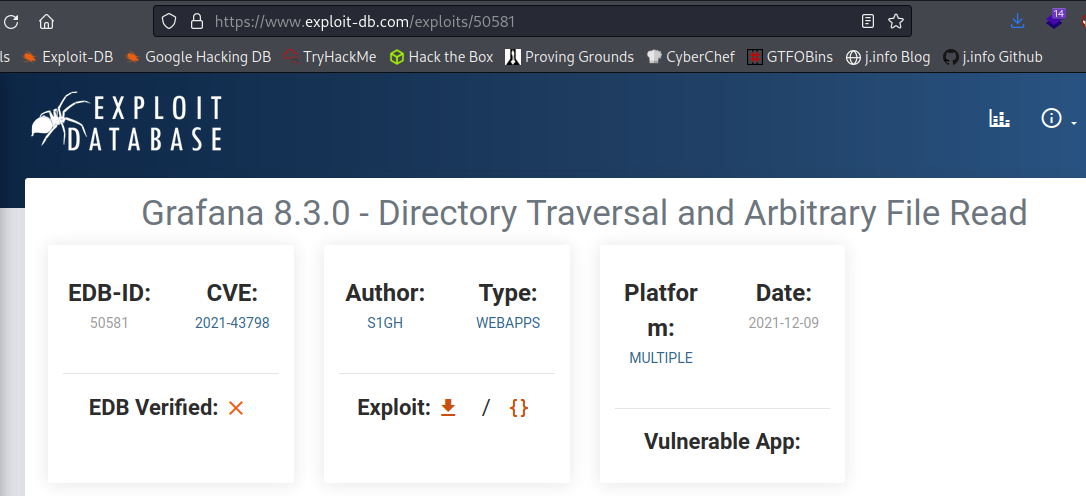 https://www.exploit-db.com/exploits/50581
14
ls Exploit-DB Google Hacking DB TryHackMe Hack the Box Proving Grounds CyberChef GTFOBins j.info Blog j.info Github
EXPLOIT
DATABASE
Grafana 8.3.0 - Directory Traversal and Arbitrary File Read
EDB-ID: CVE: Author: Type: Platfor Date:
50581 2021-43798 S1GH WEBAPPS m: 2021-12-09
MULTIPLE
EDB Verified: Exploit: / {}
Vulnerable App: